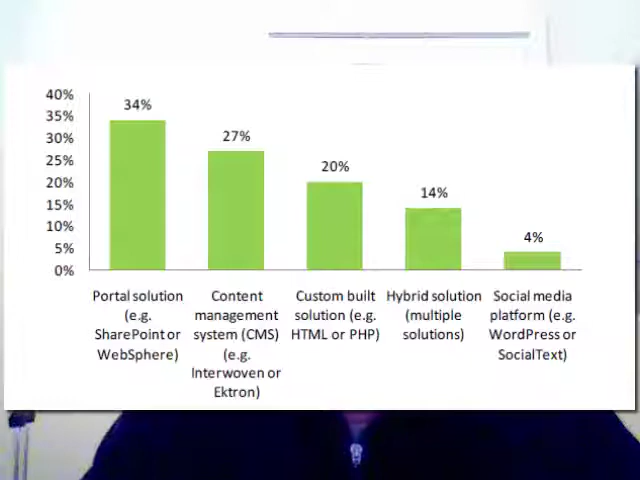 40%
35%
30%
25%
20%
15%
10%
5%
0%
34%
27%
20%
14%
4%
Portal solution
(e.g.
SharePoint or
WebSphere)
Content
management
system (CMS)
(e.g.
Interwoven or
Ektron)
Custom built
solution (e.g.
HTML or PHP)
Hybrid solution
(multiple
solutions)
Social media
platform (e.g.
WordPress or
SocialText)